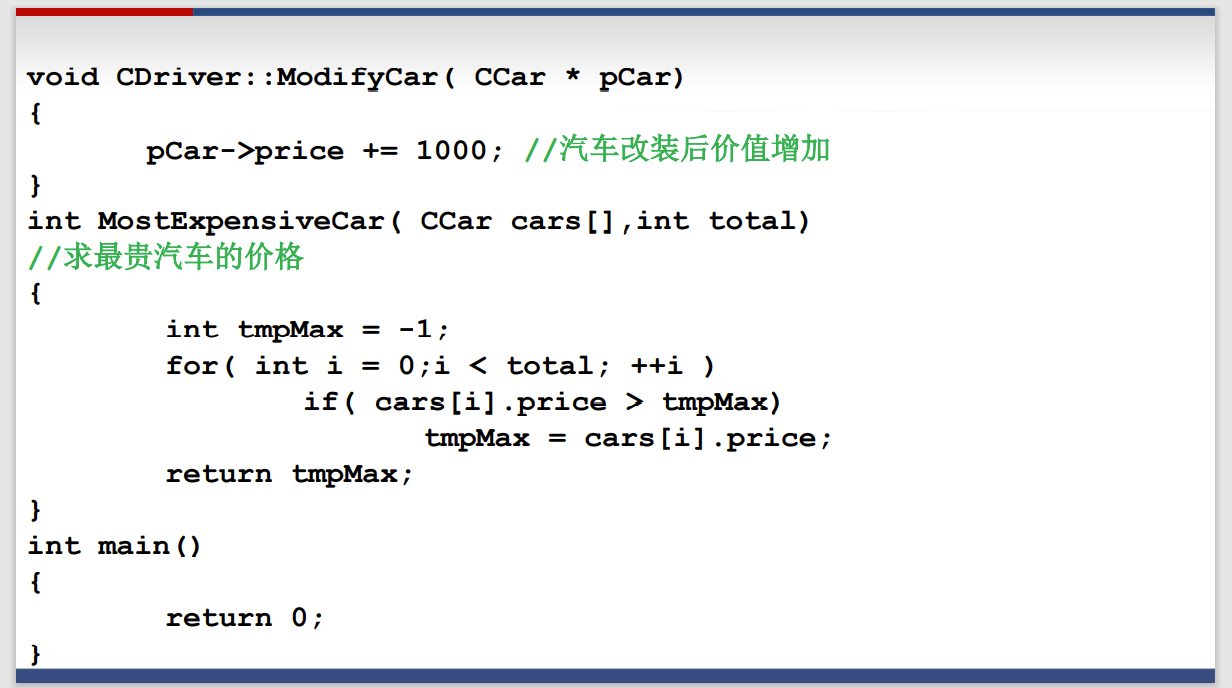 void CDriver::ModifyCar( CCar * pCar)
{
pCar->price += 1000; //汽车改装后价值增加
}
int MostExpensiveCar( CCar cars[],int total)
//求最贵汽车的价格
{
int tmpMax = -1;
for( int i = 0;i < total; ++i )
if( cars[i].price > tmpMax)
tmpMax = cars[i].price;
return tmpMax;
}
int main()
{
return 0;
}